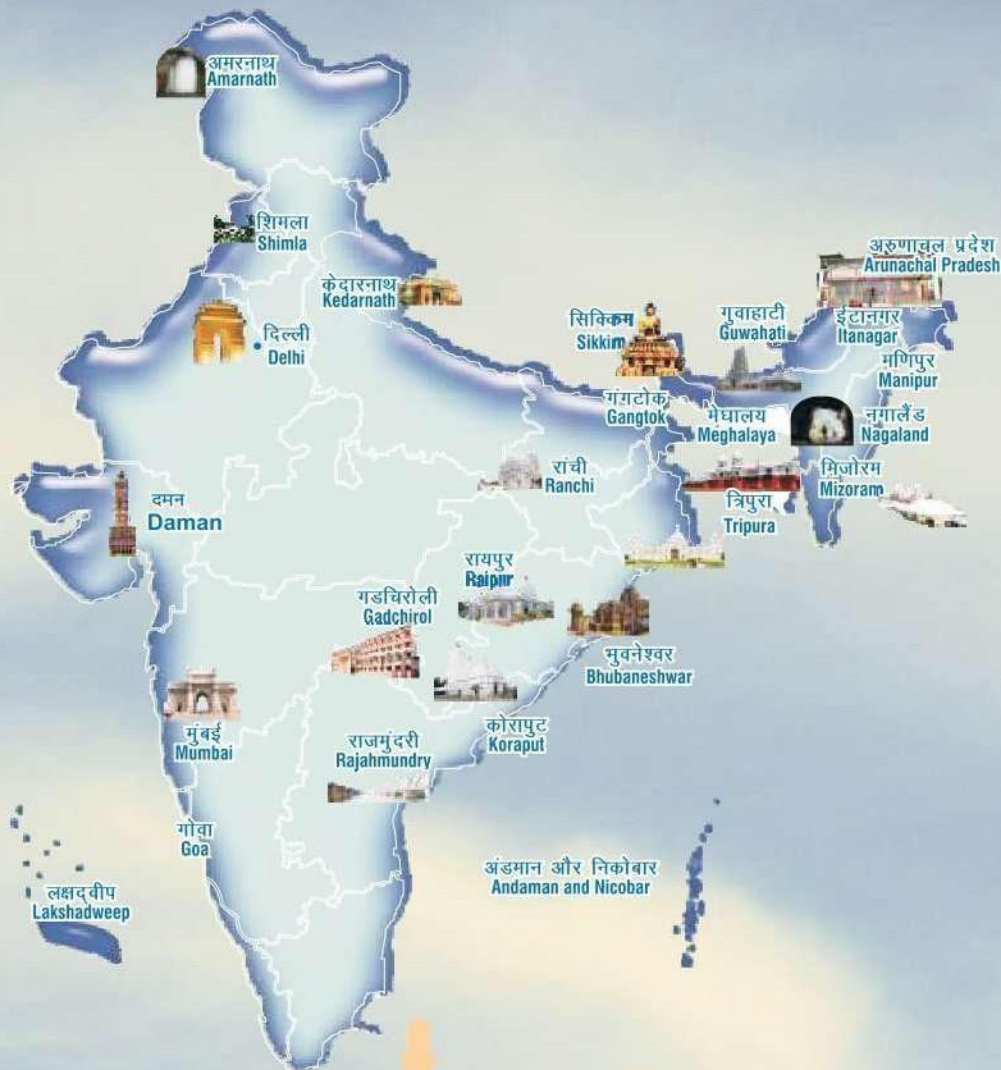 अमरनाथ
Amarnath
शिमला
Shimla
अरुणाचल प्रदेश
Arunachal Pradesh
केदारनाथ
Kedarnath
सिक्किम
Sikkim
गुवाहाटी
Guwahati
ईटानगर
Itanagar
दिल्ली
Delhi
मणिपुर
Manipur
गंगटोक
Gangtok
मेघालय
Meghalaya
नगालैंड
Nagaland
रांची
Ranchi
मिजोरम
Mizoram
दमन
Daman
त्रिपुरा
Tripura
रायपुर
Raipur
गडचिरोली
Gadchirol
भुवनेश्वर
Bhubaneshwar
मुंबई
Mumbai
राजमुंदरी
Rajahmundry
कोरापुट
Koraput
गोवा
Goa
अंडमान और निकोबार
Andaman and Nicobar
लक्षद्वीप
Lakshadweep